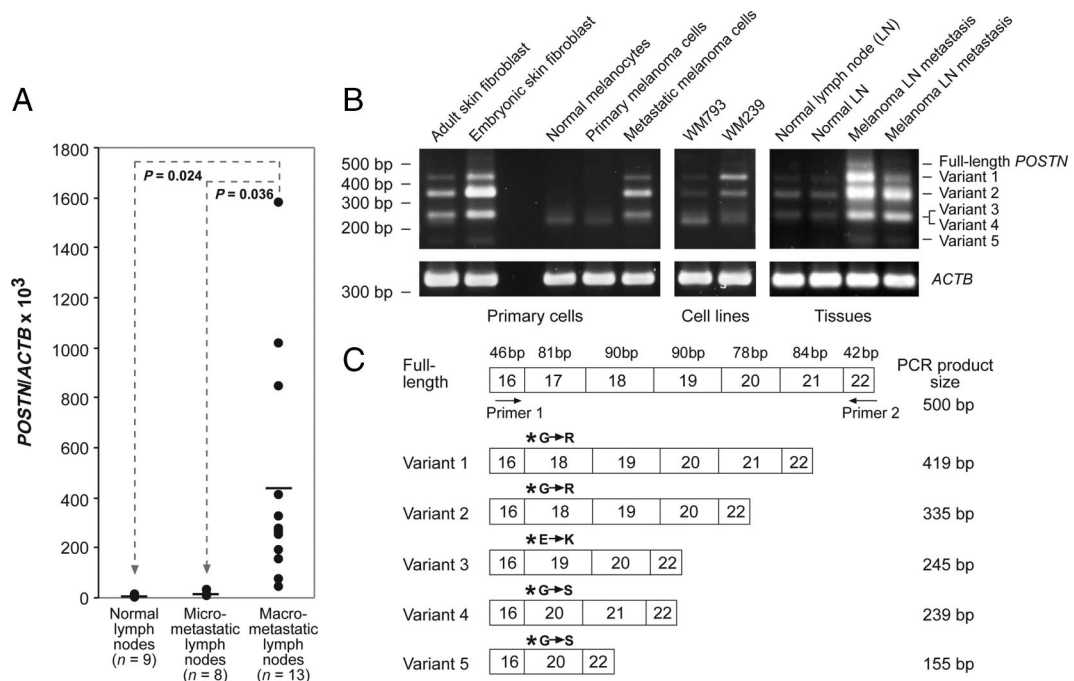 A
POSTN/ACTB x 10³
1800
1600
1400
1200
1000
800
600
400
200
0
P = 0.024
P = 0.036
Normal
lymph
nodes
(n = 9)
Micro-
metastatic
lymph
nodes
(n = 8)
Macro-
metastatic
lymph
nodes
(n = 13)
B
Adult skin fibroblast
Embryonic skin fibroblast
Normal melanocytes
Primary melanoma cells
Metastatic melanoma cells
WM793
WM239
Normal lymph node (LN)
Normal LN
Melanoma LN metastasis
Melanoma LN metastasis
500 bp
400 bp
300 bp
200 bp
300 bp
Full-length POSTN
Variant 1
Variant 2
Variant 3
Variant 4
Variant 5
ACTB
Primary cells
Cell lines
Tissues
C
46bp 81bp 90bp 90bp 78bp 84bp 42bp
Full-
length
16 17 18 19 20 21 22
Primer 1
Primer 2
PCR product
size
500 bp
*G→R
Variant 1 16 18 19 20 21 22 419 bp
*G→R
Variant 2 16 18 19 20 22 335 bp
*E→K
Variant 3 16 19 20 22 245 bp
*G→S
Variant 4 16 20 21 22 239 bp
*G→S
Variant 5 16 20 22 155 bp